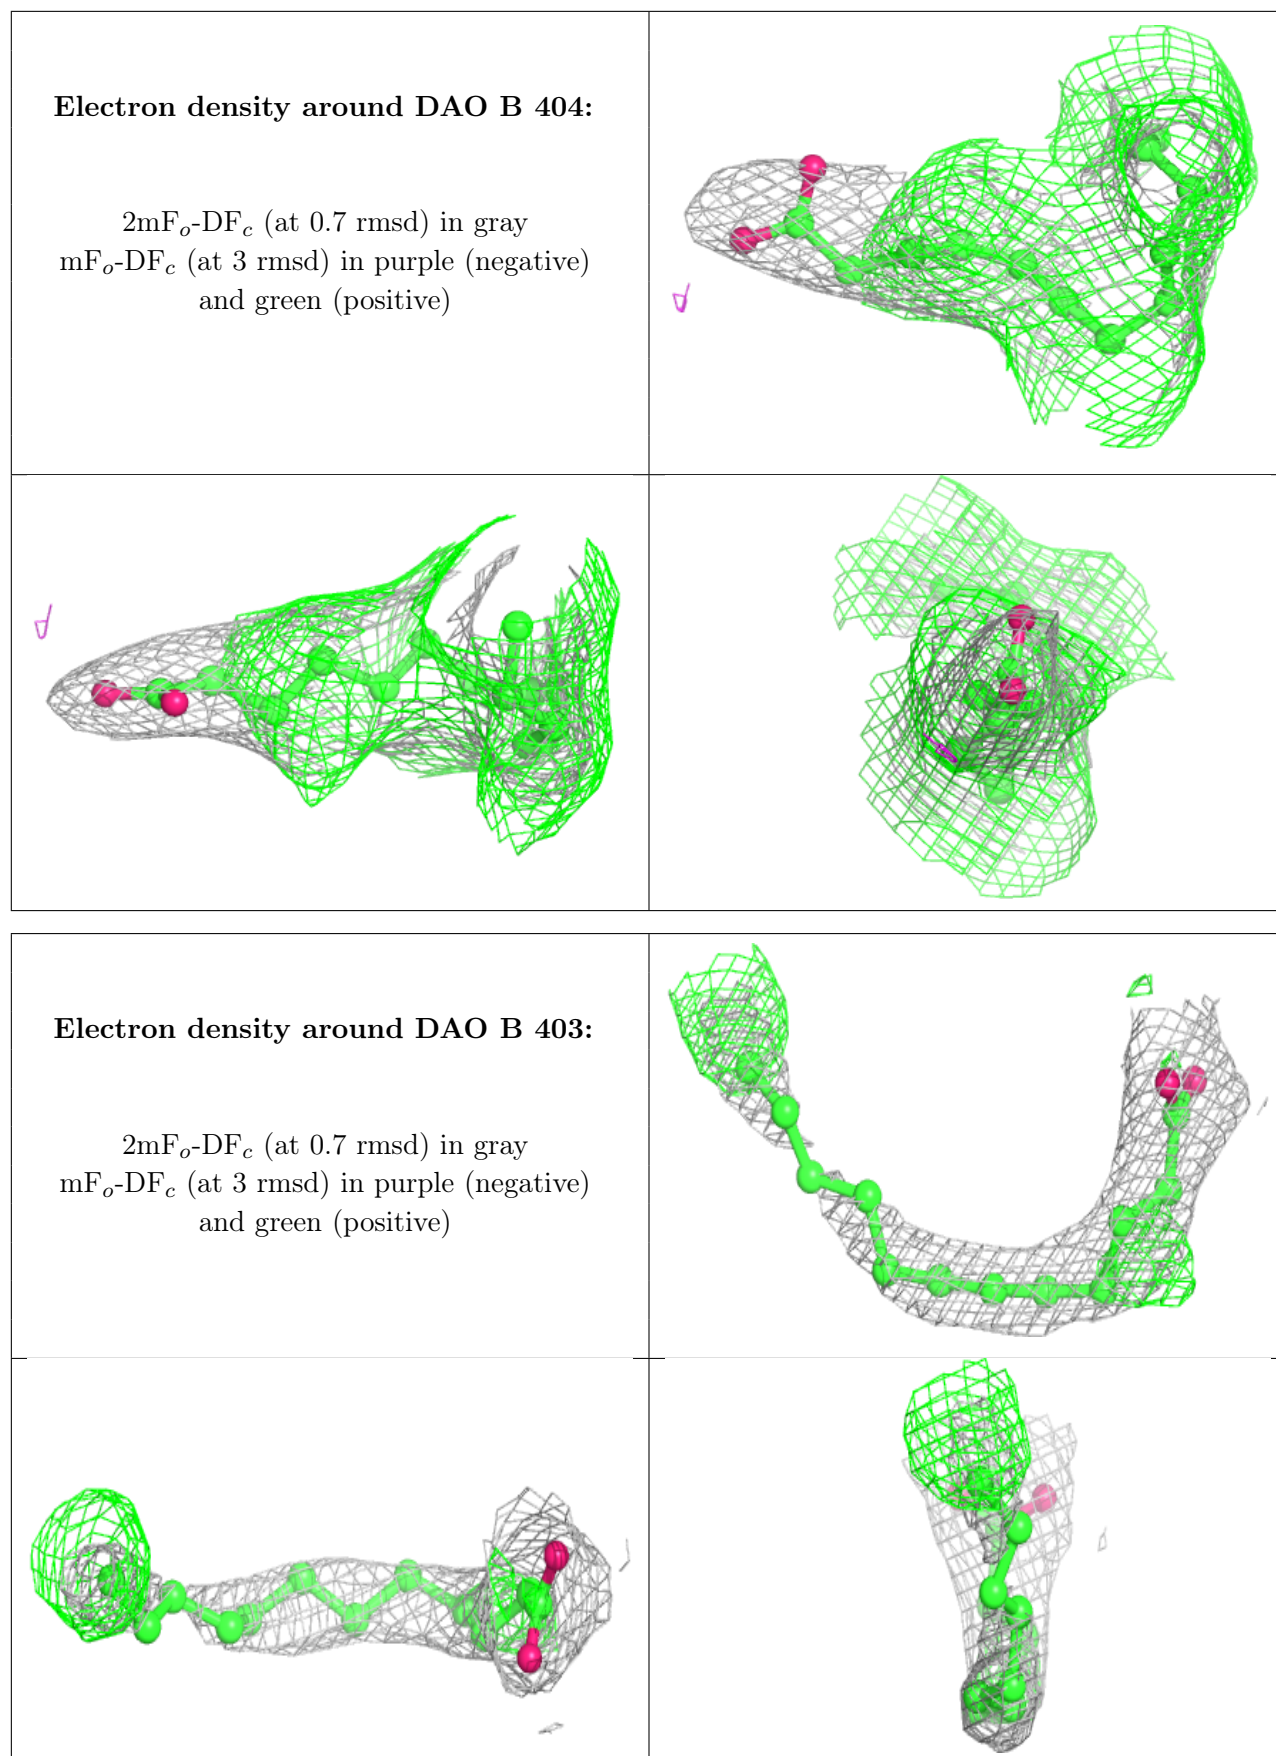 Electron density around DAO B 404:
2mFo-DFc (at 0.7 rmsd) in gray
mFo-DFc (at 3 rmsd) in purple (negative)
and green (positive)
Electron density around DAO B 403:
2mFo-DFc (at 0.7 rmsd) in gray
mFo-DFc (at 3 rmsd) in purple (negative)
and green (positive)